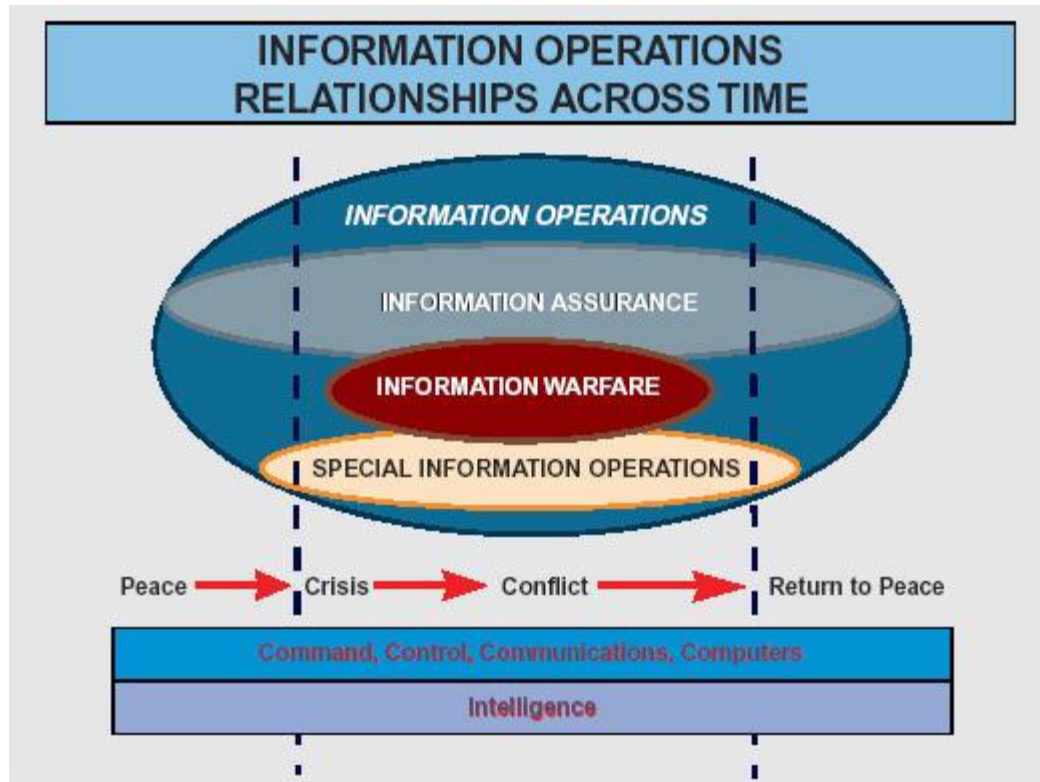 INFORMATION OPERATIONS
RELATIONSHIPS ACROSS TIME
INFORMATION OPERATIONS
INFORMATION ASSURANCE
INFORMATION WARFARE
SPECIAL INFORMATION OPERATIONS
Peace Crisis Conflict Return to Peace
Command, Control, Communications, Computers
Intelligence